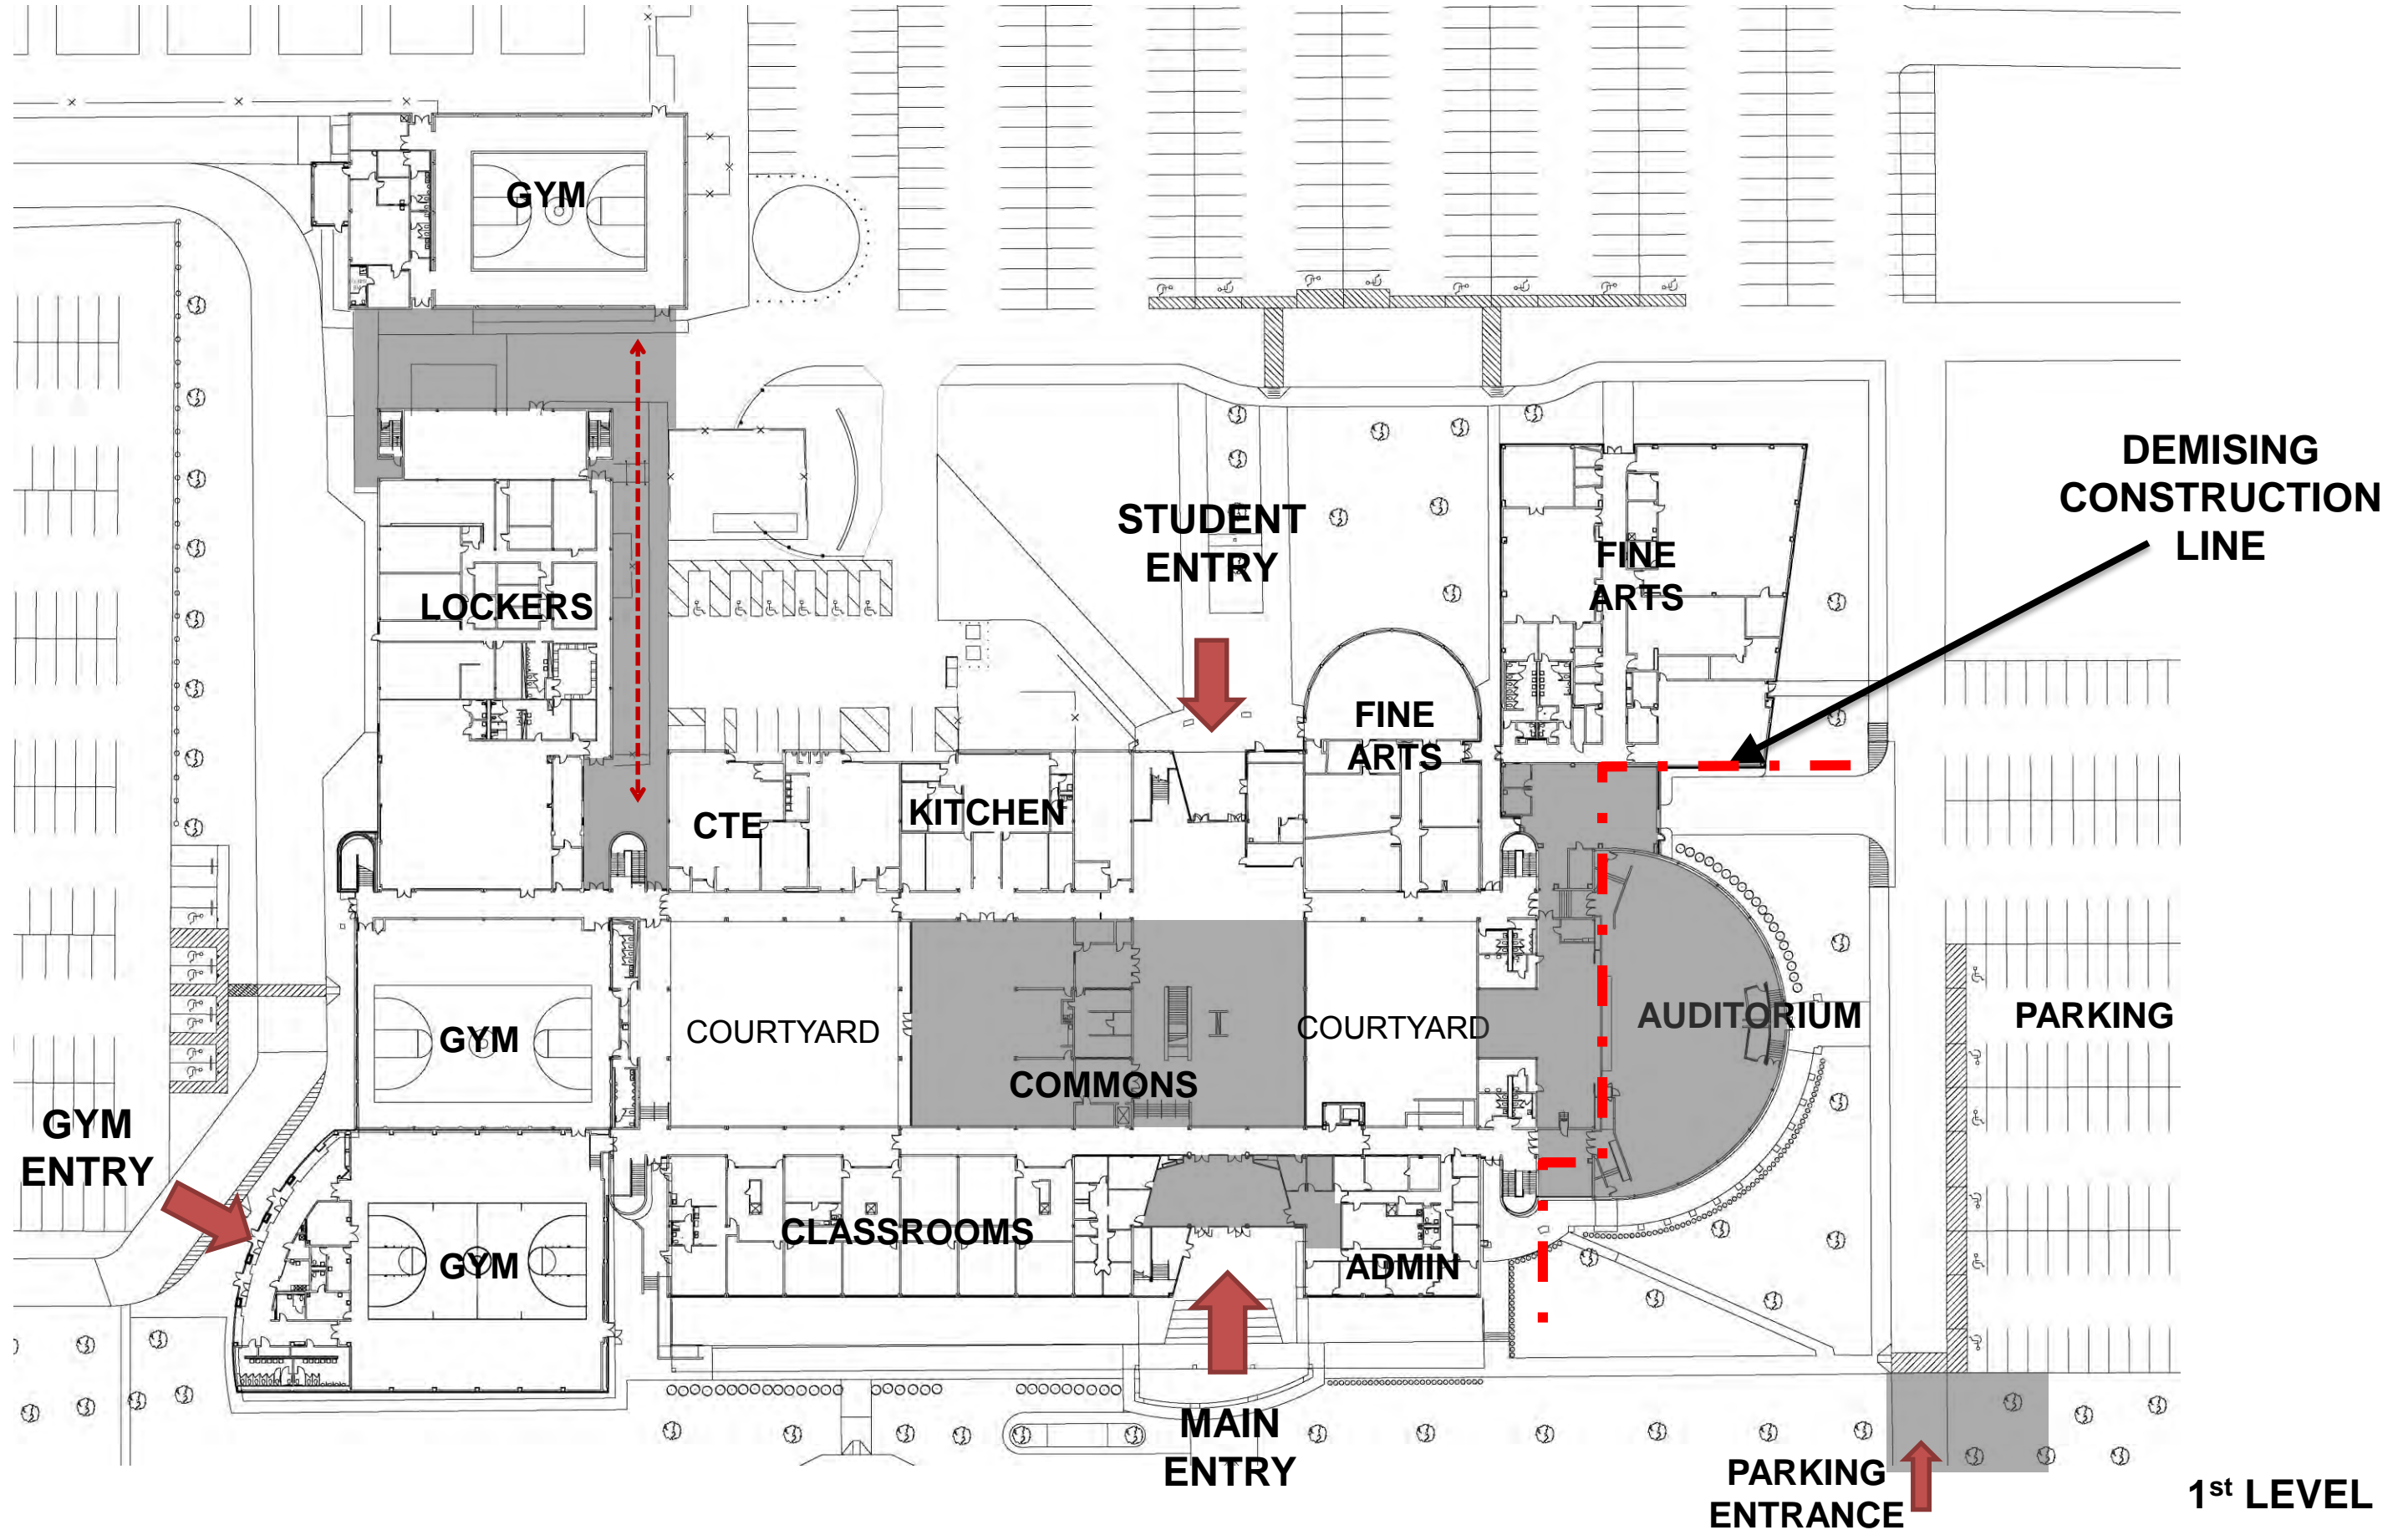 GYM
DEMISING
CONSTRUCTION
LINE
STUDENT
ENTRY
FINE
ARTS
LOCKERS
FINE
ARTS
CTE
KITCHEN
GYM
COURTYARD
COMMONS
COURTYARD
AUDITORIUM
PARKING
GYM
ENTRY
CLASSROOMS
GYM
ADMIN
MAIN
ENTRY
PARKING
ENTRANCE
1st LEVEL